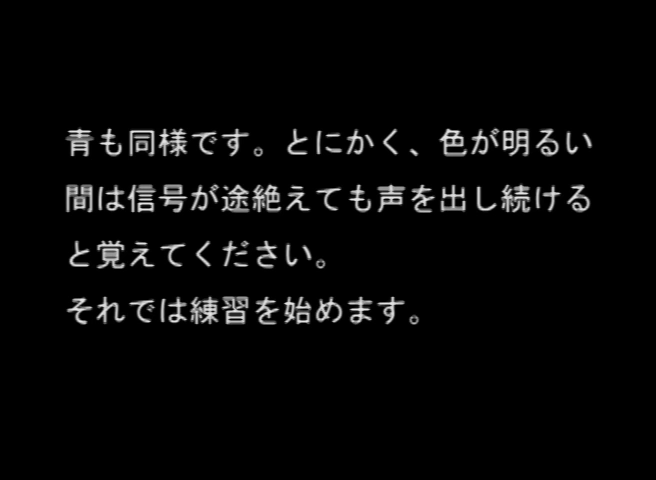 青も同様です。とにかく、色が明るい
間は信号が途絶えても声を出し続ける
と覚えてください。
それでは練習を始めます。